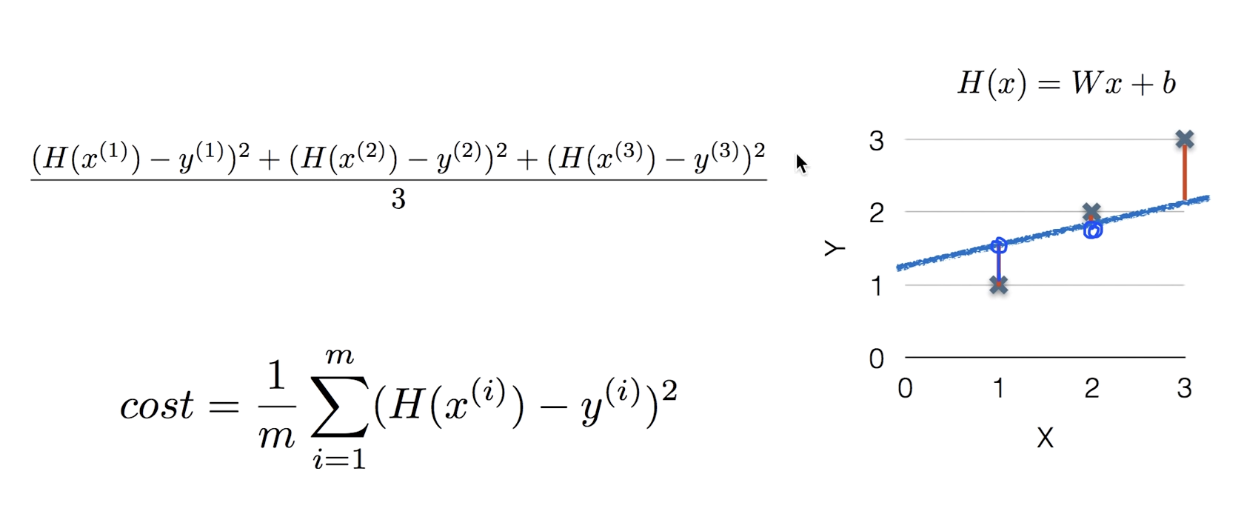 H(x) = Wx + b
(H(x^{(1)}) − y^{(1)})^2 + (H(x^{(2)}) − y^{(2)})^2 + (H(x^{(3)}) − y^{(3)})^2
3
cost = \frac{1}{m} \sum_{i=1}^{m} (H(x^{(i)}) − y^{(i)})^2
3
2
1
0
Y
0 1 2 3
X